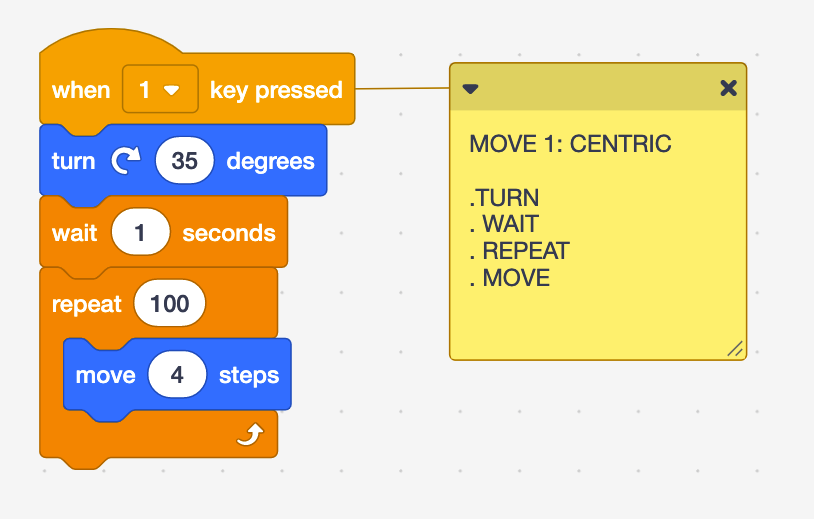 when 1 key pressed
turn 35 degrees
wait 1 seconds
repeat 100
move 4 steps
MOVE 1: CENTRIC
.TURN
. WAIT
. REPEAT
. MOVE